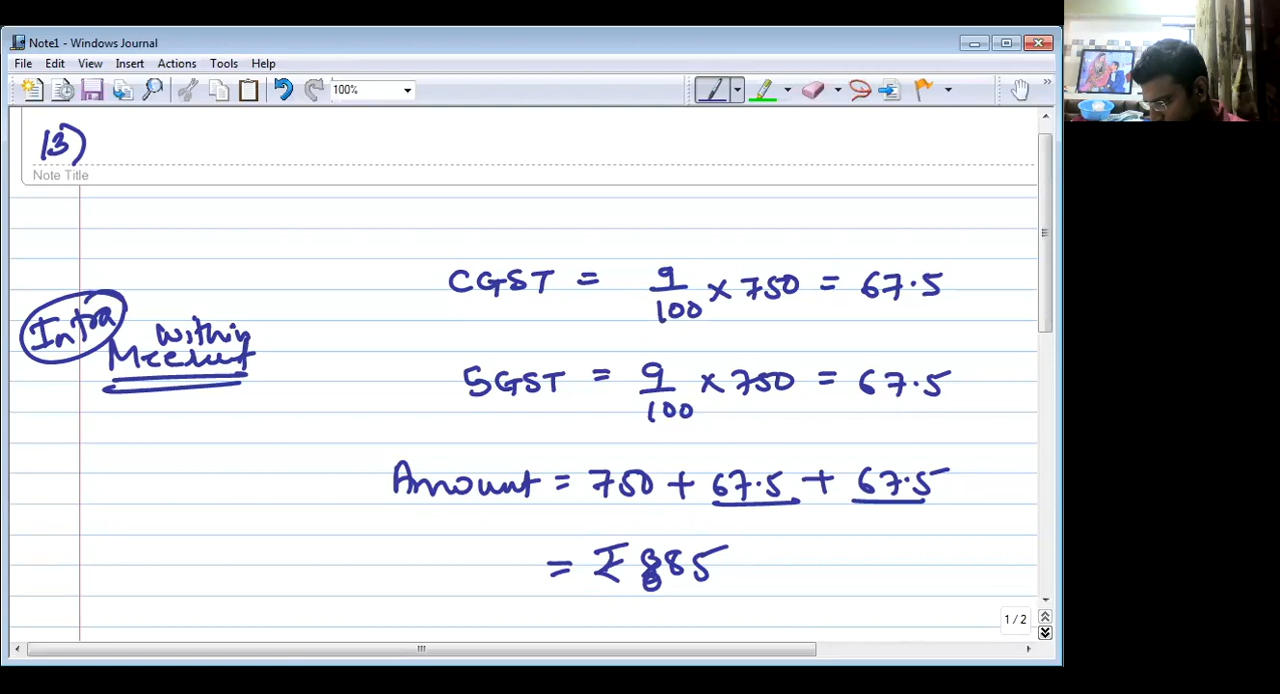 Note1 - Windows Journal
File Edit View Insert Actions Tools Help
100%
13)
Note Title
CGST = 9/100 × 750 = 67.5
Intra within
Meerut
SGST = 9/100 × 750 = 67.5
Amount = 750 + 67.5 + 67.5
= ₹ 885
1 / 2